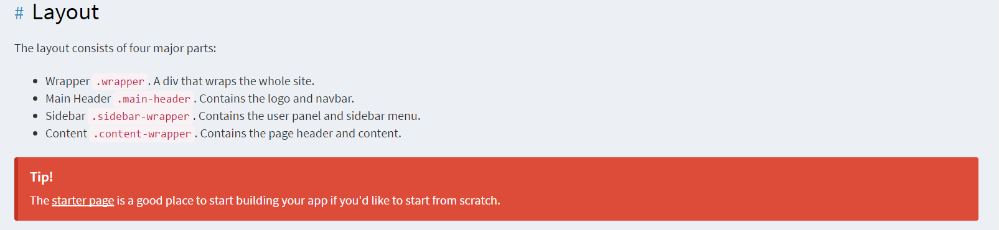 # Layout
The layout consists of four major parts:
• Wrapper .wrapper. A div that wraps the whole site.
• Main Header .main-header. Contains the logo and navbar.
• Sidebar .sidebar-wrapper. Contains the user panel and sidebar menu.
• Content .content-wrapper. Contains the page header and content.
Tip!
The starter page is a good place to start building your app if you'd like to start from scratch.